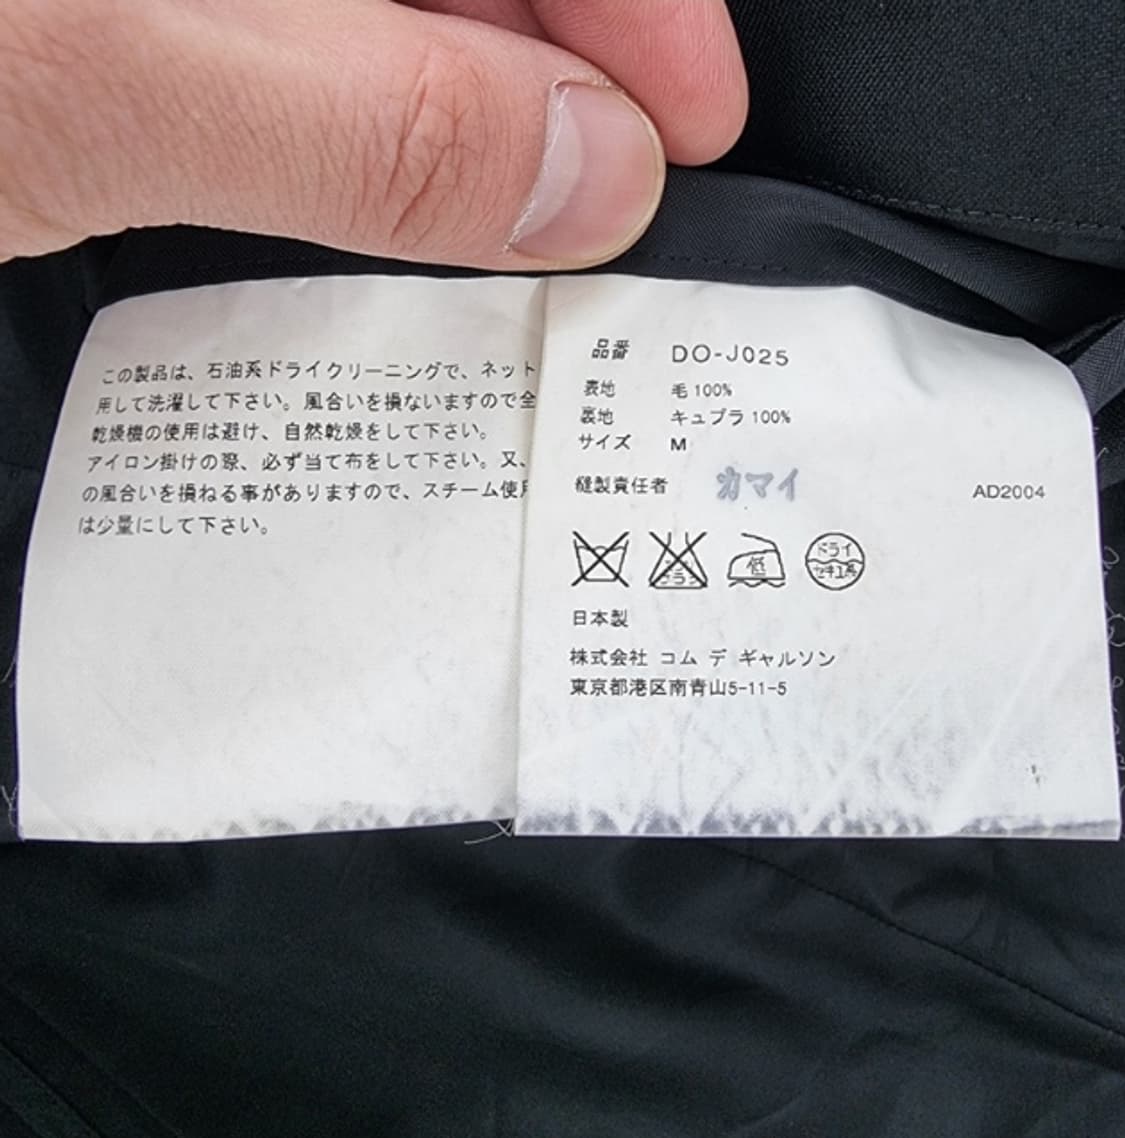 この製品は、石油系ドライクリーニングで、ネット
用して洗濯して下さい。風合いを損ないますので全
乾燥機の使用は避け、自然乾燥をして下さい。
アイロン掛けの際、必ず当て布をして下さい。又、
の風合いを損ねる事がありますので、スチーム使用
は少量にして下さい。
品番 DO-J025
表地 毛 100%
裏地 キュプラ 100%
サイズ M
縫製責任者 カマイ AD2004
低 ドライ
セキユ系
日本製
株式会社 コム デ ギャルソン
東京都港区南青山5-11-5